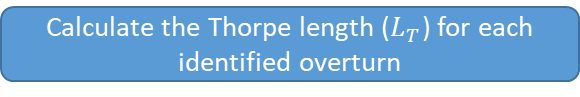 Calculate the Thorpe length (𝐿𝑇) for each
identified overturn